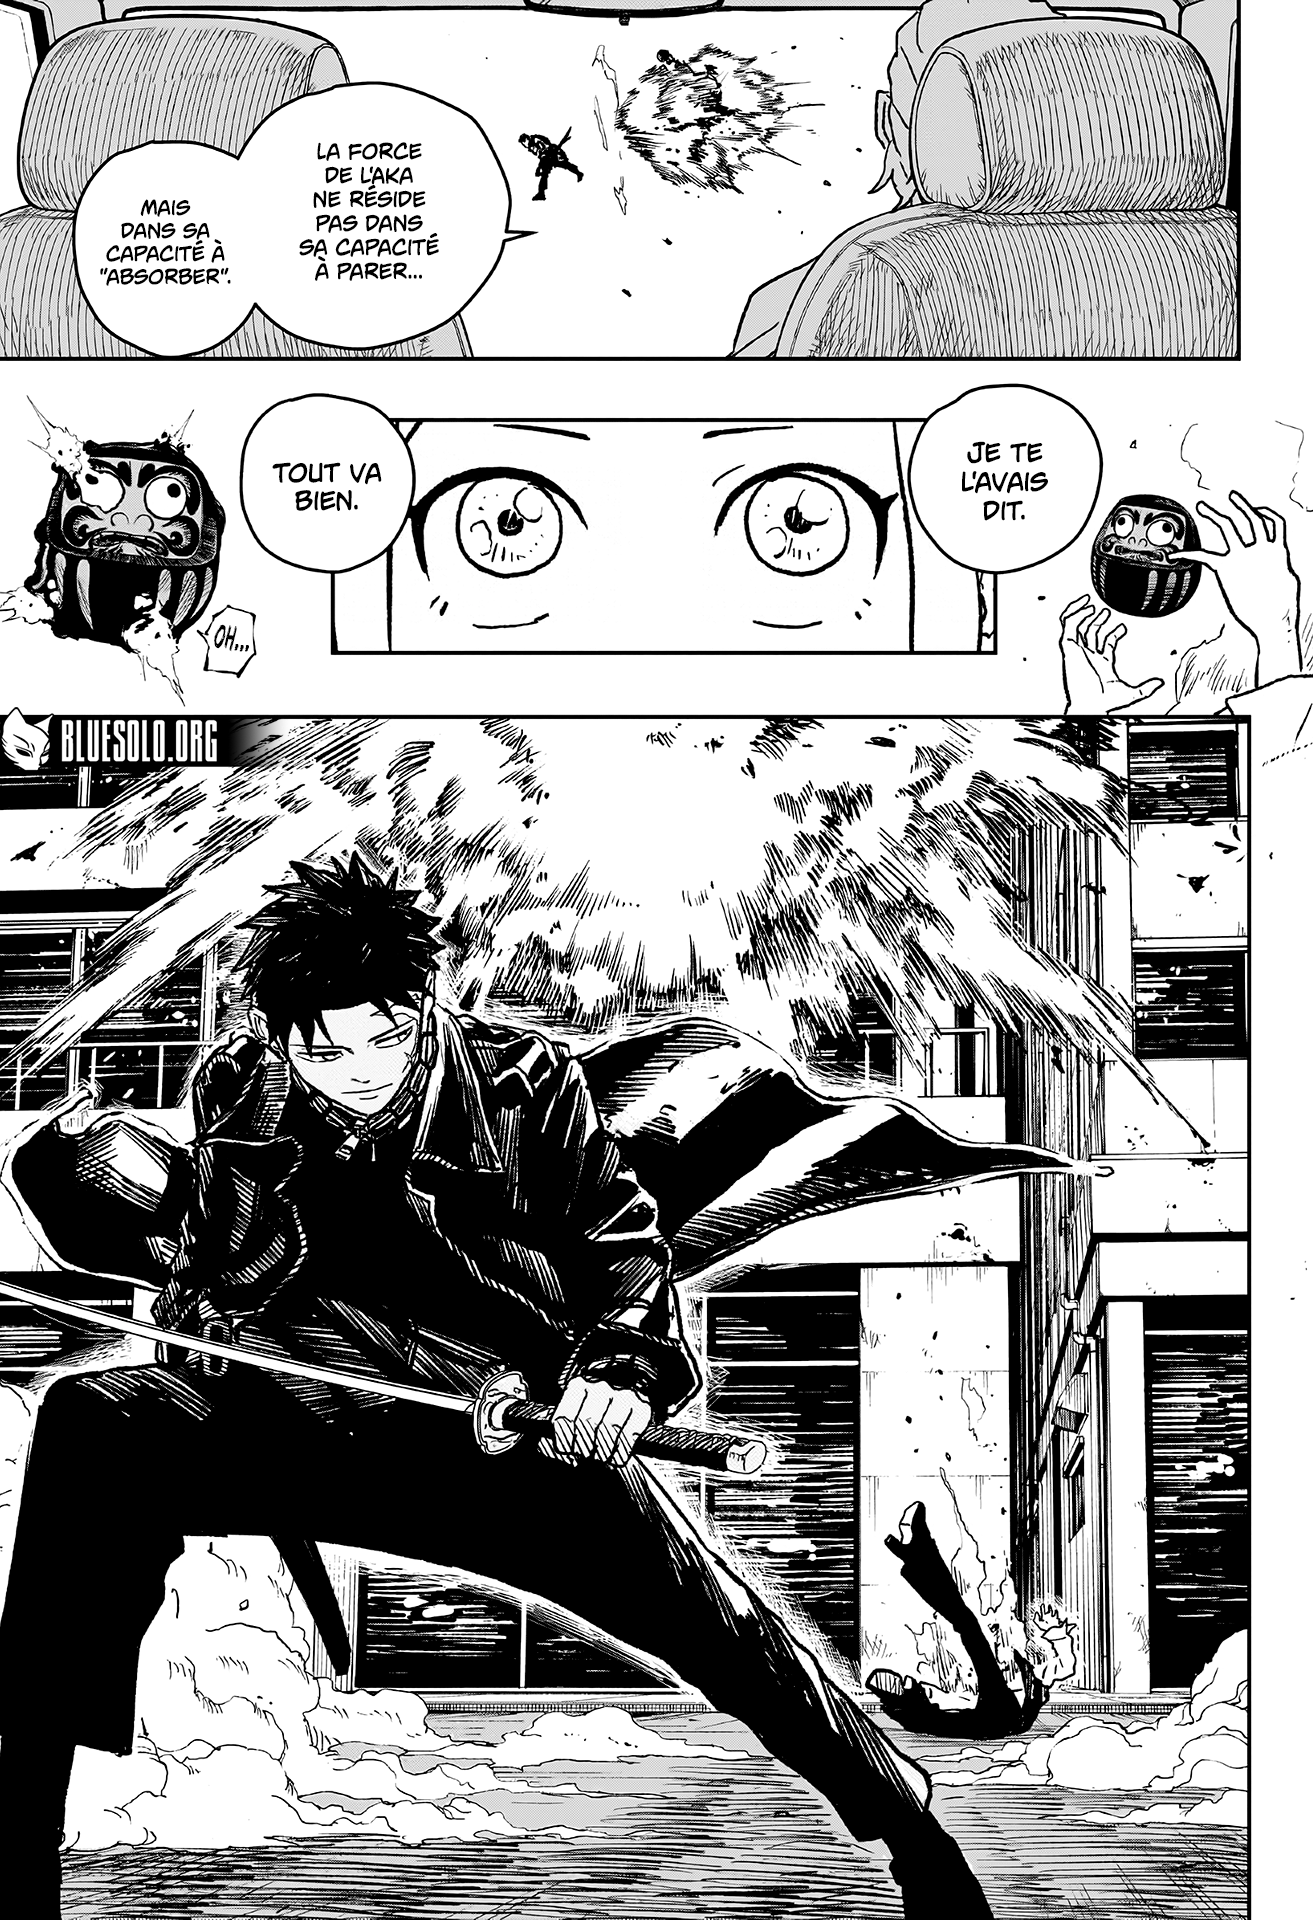 LA FORCE
DE L'AKA
NE RÉSIDE
PAS DANS
SA CAPACITÉ
À PARER...
MAIS
DANS SA
CAPACITÉ À
"ABSORBER".
JE TE
L'AVAIS
DIT.
TOUT VA
BIEN.
OH...
BLUESOLO.ORG